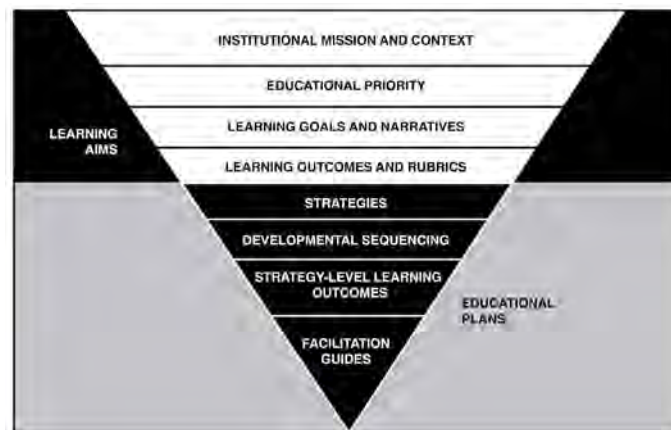 INSTITUTIONAL MISSION AND CONTEXT
EDUCATIONAL PRIORITY
LEARNING GOALS AND NARRATIVES
LEARNING
AIMS
LEARNING OUTCOMES AND RUBRICS
STRATEGIES
DEVELOPMENTAL SEQUENCING
STRATEGY-LEVEL LEARNING
OUTCOMES
EDUCATIONAL
PLANS
FACILITATION
GUIDES